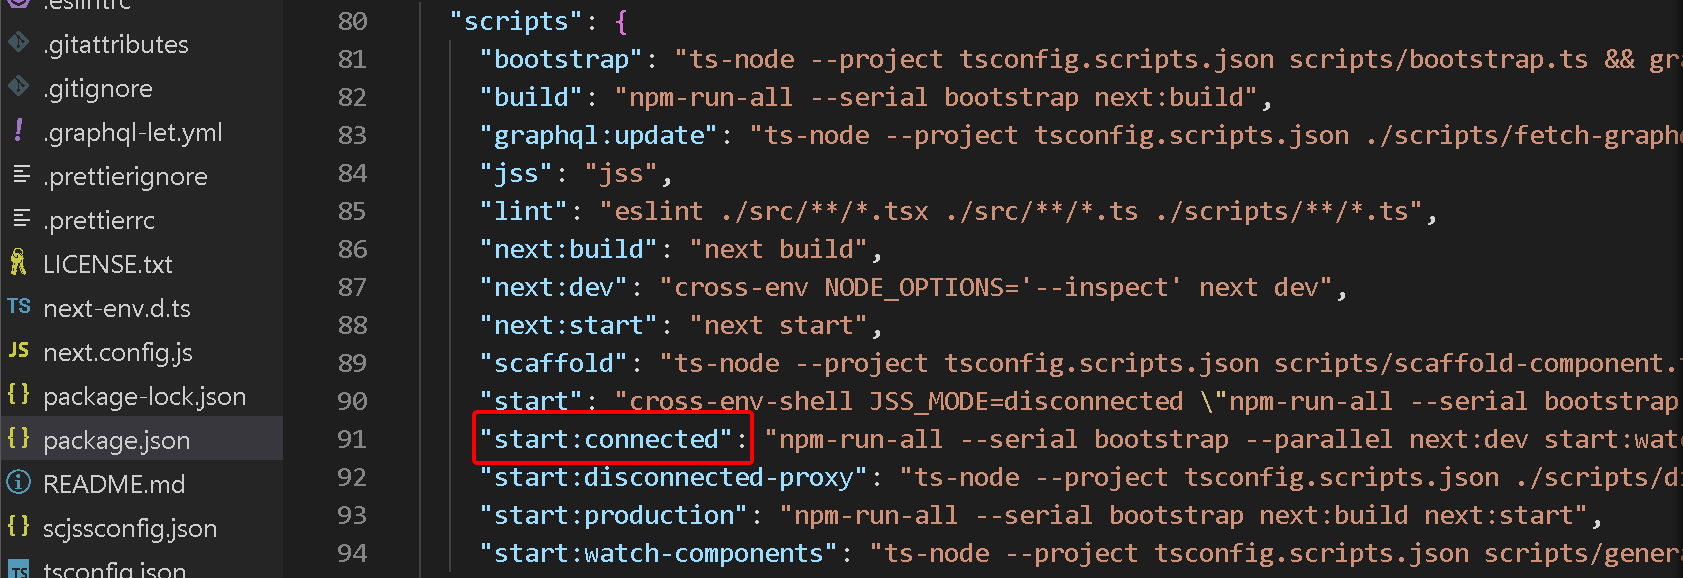 .eslintrc
.gitattributes
.gitignore
! .graphql-let.yml
.prettierignore
.prettierrc
LICENSE.txt
TS next-env.d.ts
JS next.config.js
{} package-lock.json
{} package.json
README.md
{} scjssconfig.json
TS tsconfig.json
80 "scripts": {
81 "bootstrap": "ts-node --project tsconfig.scripts.json scripts/bootstrap.ts && gra
82 "build": "npm-run-all --serial bootstrap next:build",
83 "graphql:update": "ts-node --project tsconfig.scripts.json ./scripts/fetch-graphq
84 "jss": "jss",
85 "lint": "eslint ./src/**/*.tsx ./src/**/*.ts ./scripts/**/*.ts",
86 "next:build": "next build",
87 "next:dev": "cross-env NODE_OPTIONS='--inspect' next dev",
88 "next:start": "next start",
89 "scaffold": "ts-node --project tsconfig.scripts.json scripts/scaffold-component.
90 "start": "cross-env-shell JSS_MODE=disconnected \"npm-run-all --serial bootstrap
91 "start:connected": "npm-run-all --serial bootstrap --parallel next:dev start:wat
92 "start:disconnected-proxy": "ts-node --project tsconfig.scripts.json ./scripts/di
93 "start:production": "npm-run-all --serial bootstrap next:build next:start",
94 "start:watch-components": "ts-node --project tsconfig.scripts.json scripts/gener